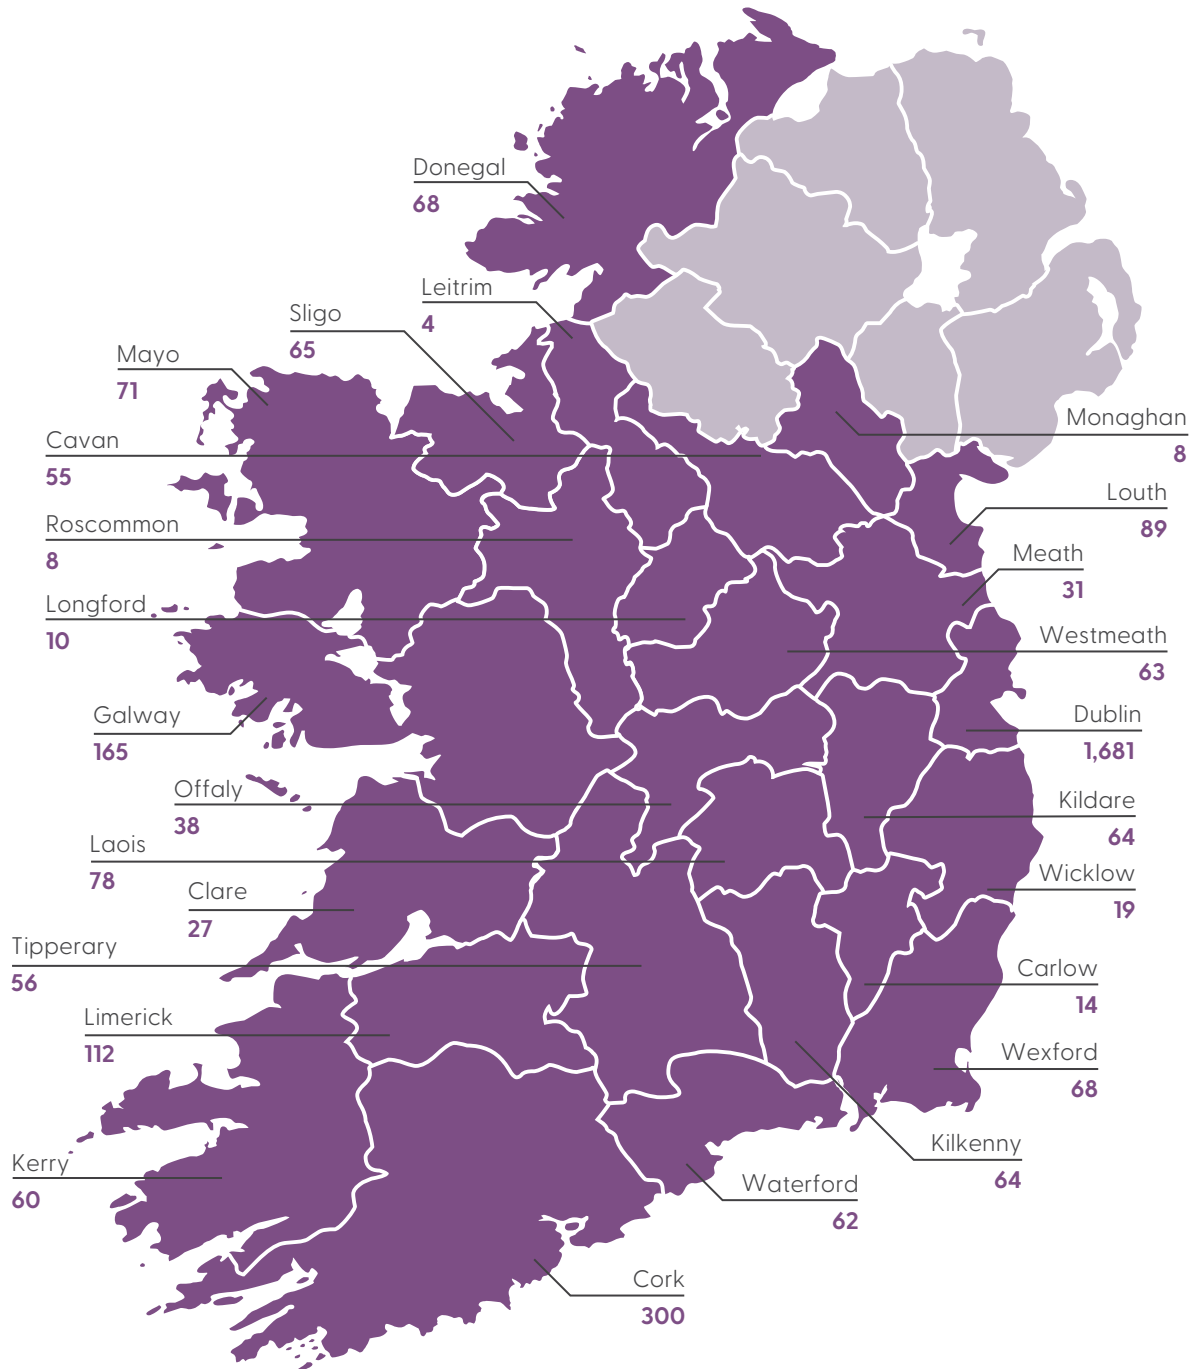 Donegal
68
Leitrim
4
Sligo
65
Mayo
71
Cavan
55
Roscommon
8
Longford
10
Galway
165
Offaly
38
Laois
78
Clare
27
Tipperary
56
Limerick
112
Kerry
60
Monaghan
8
Louth
89
Meath
31
Westmeath
63
Dublin
1,681
Kildare
64
Wicklow
19
Carlow
14
Wexford
68
Kilkenny
64
Waterford
62
Cork
300